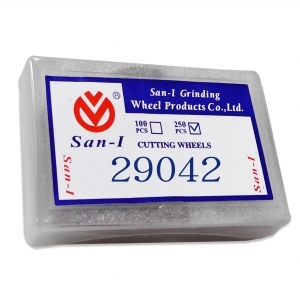 San-I Grinding
Wheel Products Co.,Ltd.
®
San-I
100 PCS ☐ 250 PCS ☑
CUTTING WHEELS
San-I
29042
San-I